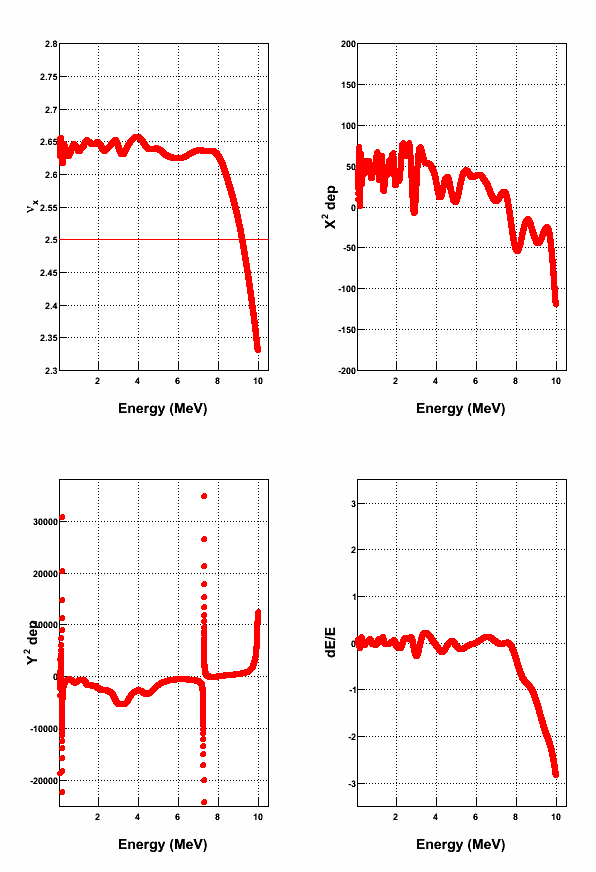 2.8
2.75
2.7
2.65
2.6
2.55
2.5
2.45
2.4
2.35
2.3
νx
2 4 6 8 10
Energy (MeV)
200
150
100
50
0
-50
-100
-150
-200
X² dep
2 4 6 8 10
Energy (MeV)
30000
20000
10000
0
-10000
-20000
Y² dep
2 4 6 8 10
Energy (MeV)
3
2
1
0
-1
-2
-3
dE/E
2 4 6 8 10
Energy (MeV)